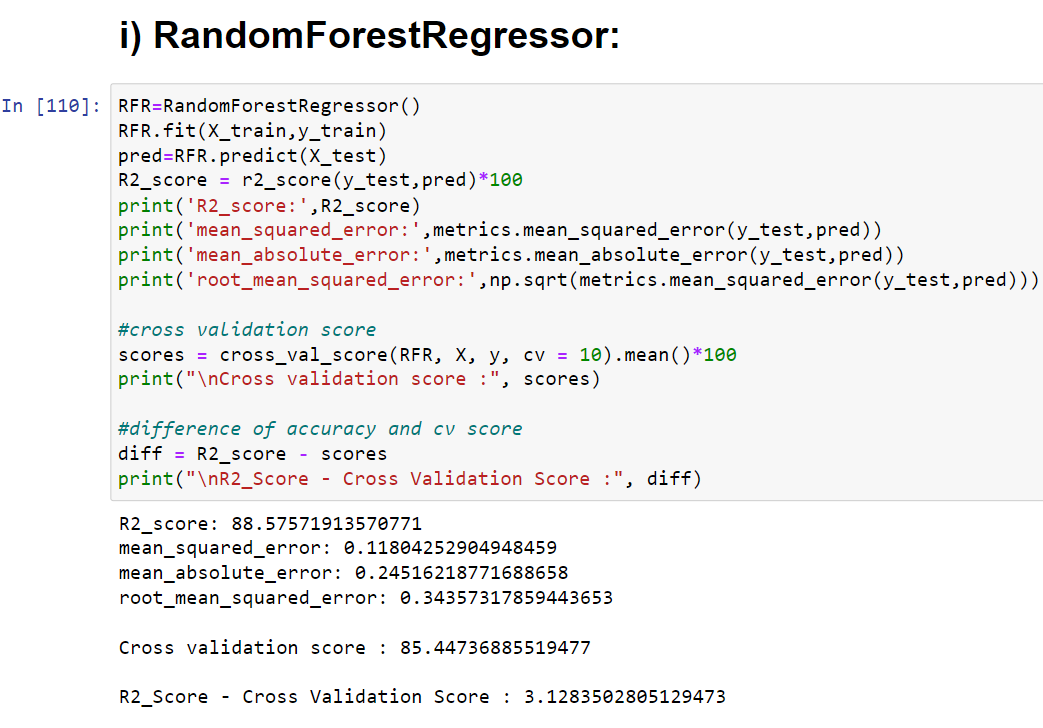 i) RandomForestRegressor:
In [110]:
RFR=RandomForestRegressor()
RFR.fit(X_train,y_train)
pred=RFR.predict(X_test)
R2_score = r2_score(y_test,pred)*100
print('R2_score:',R2_score)
print('mean_squared_error:',metrics.mean_squared_error(y_test,pred))
print('mean_absolute_error:',metrics.mean_absolute_error(y_test,pred))
print('root_mean_squared_error:',np.sqrt(metrics.mean_squared_error(y_test,pred)))
#cross validation score
scores = cross_val_score(RFR, X, y, cv = 10).mean()*100
print("\nCross validation score :", scores)
#difference of accuracy and cv score
diff = R2_score - scores
print("\nR2_Score - Cross Validation Score :", diff)
R2_score: 88.57571913570771
mean_squared_error: 0.11804252904948459
mean_absolute_error: 0.24516218771688658
root_mean_squared_error: 0.34357317859443653
Cross validation score : 85.44736885519477
R2_Score - Cross Validation Score : 3.1283502805129473